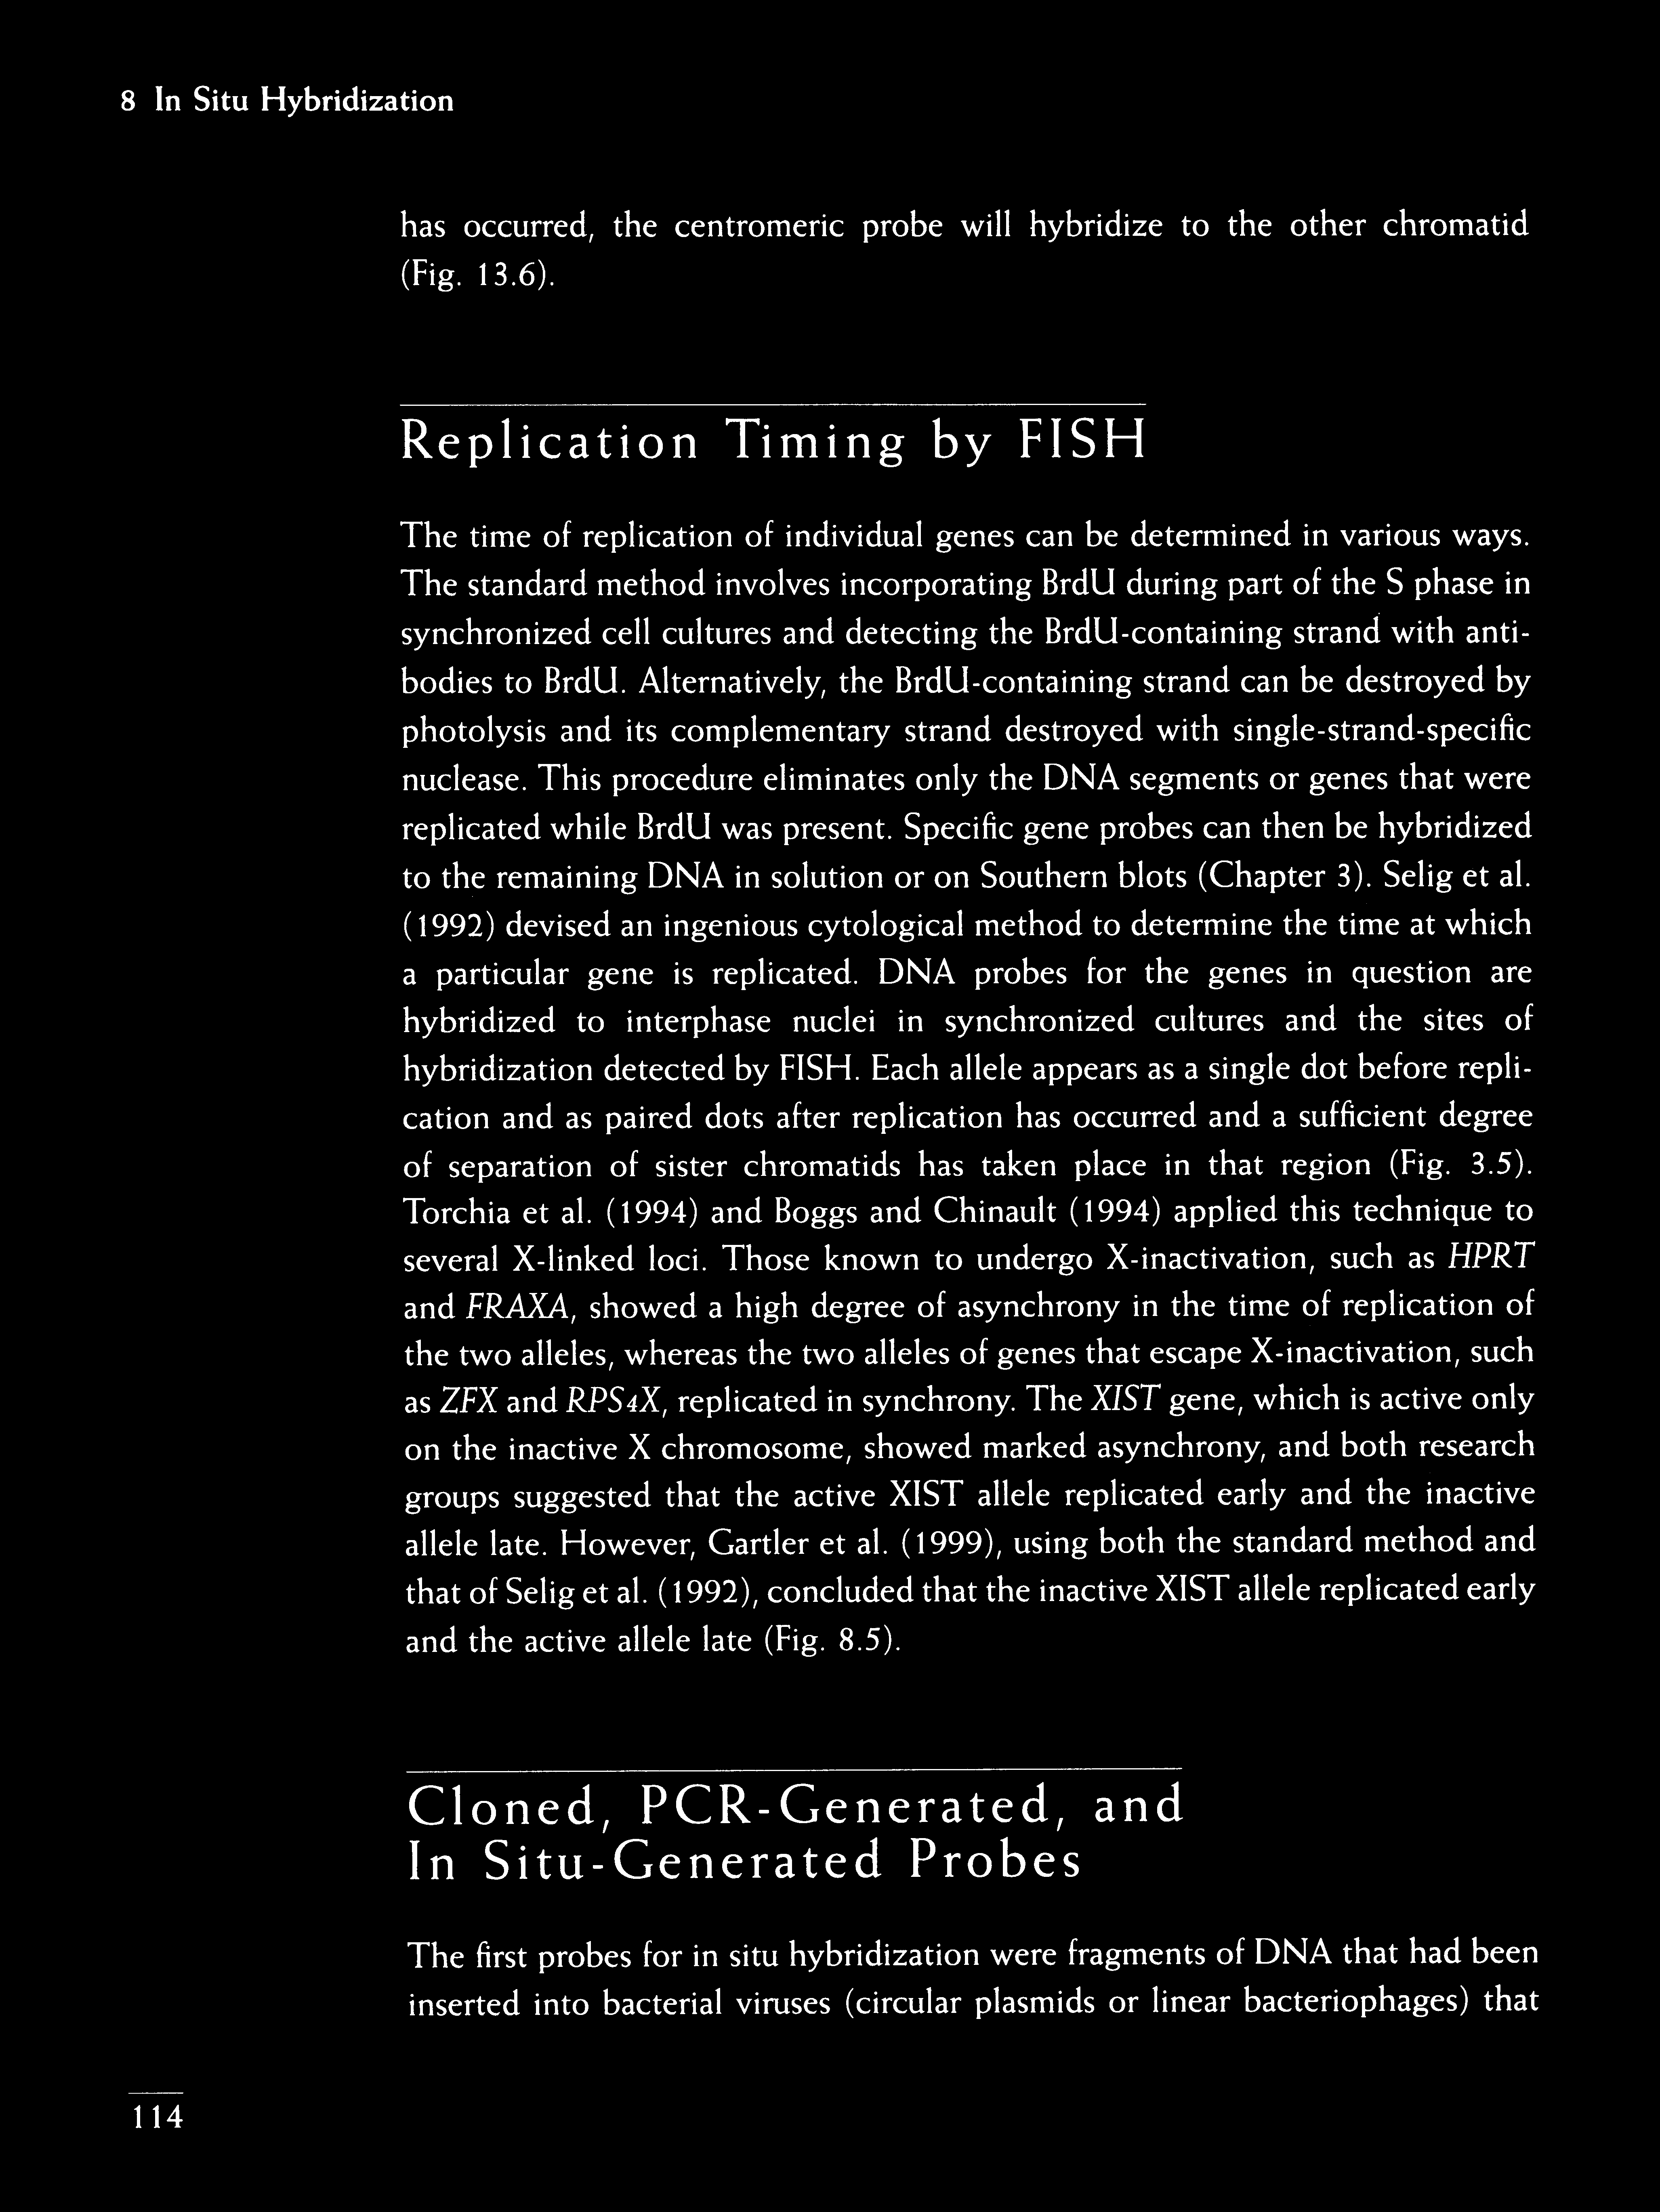 8 In Situ Hybridization
has occurred, the centromeric probe will hybridize to the other chromatid
(Fig. 13.6).
Replication Timing by FISH
The time of replication of individual genes can be determined in various ways.
The standard method involves incorporating BrdU during part of the S phase in
synchronized cell cultures and detecting the BrdU-containing strand with anti-
bodies to BrdU. Alternatively, the BrdU-containing strand can be destroyed by
photolysis and its complementary strand destroyed with single-strand-specific
nuclease. This procedure eliminates only the DNA segments or genes that were
replicated while BrdU was present. Specific gene probes can then be hybridized
to the remaining DNA in solution or on Southern blots (Chapter 3). Selig et al.
(1992) devised an ingenious cytological method to determine the time at which
a particular gene is replicated. DNA probes for the genes in question are
hybridized to interphase nuclei in synchronized cultures and the sites of
hybridization detected by FISH. Each allele appears as a single dot before repli-
cation and as paired dots after replication has occurred and a sufficient degree
of separation of sister chromatids has taken place in that region (Fig. 3.5).
Torchia et al. (1994) and Boggs and Chinault (1994) applied this technique to
several X-linked loci. Those known to undergo X-inactivation, such as HPRT
and FRAXA, showed a high degree of asynchrony in the time of replication of
the two alleles, whereas the two alleles of genes that escape X-inactivation, such
as ZFX and RPS4X, replicated in synchrony. The XIST gene, which is active only
on the inactive X chromosome, showed marked asynchrony, and both research
groups suggested that the active XIST allele replicated early and the inactive
allele late. However, Gartler et al. (1999), using both the standard method and
that of Selig et al. (1992), concluded that the inactive XIST allele replicated early
and the active allele late (Fig. 8.5).
Cloned, PCR-Generated, and
In Situ-Generated Probes
The first probes for in situ hybridization were fragments of DNA that had been
inserted into bacterial viruses (circular plasmids or linear bacteriophages) that
114